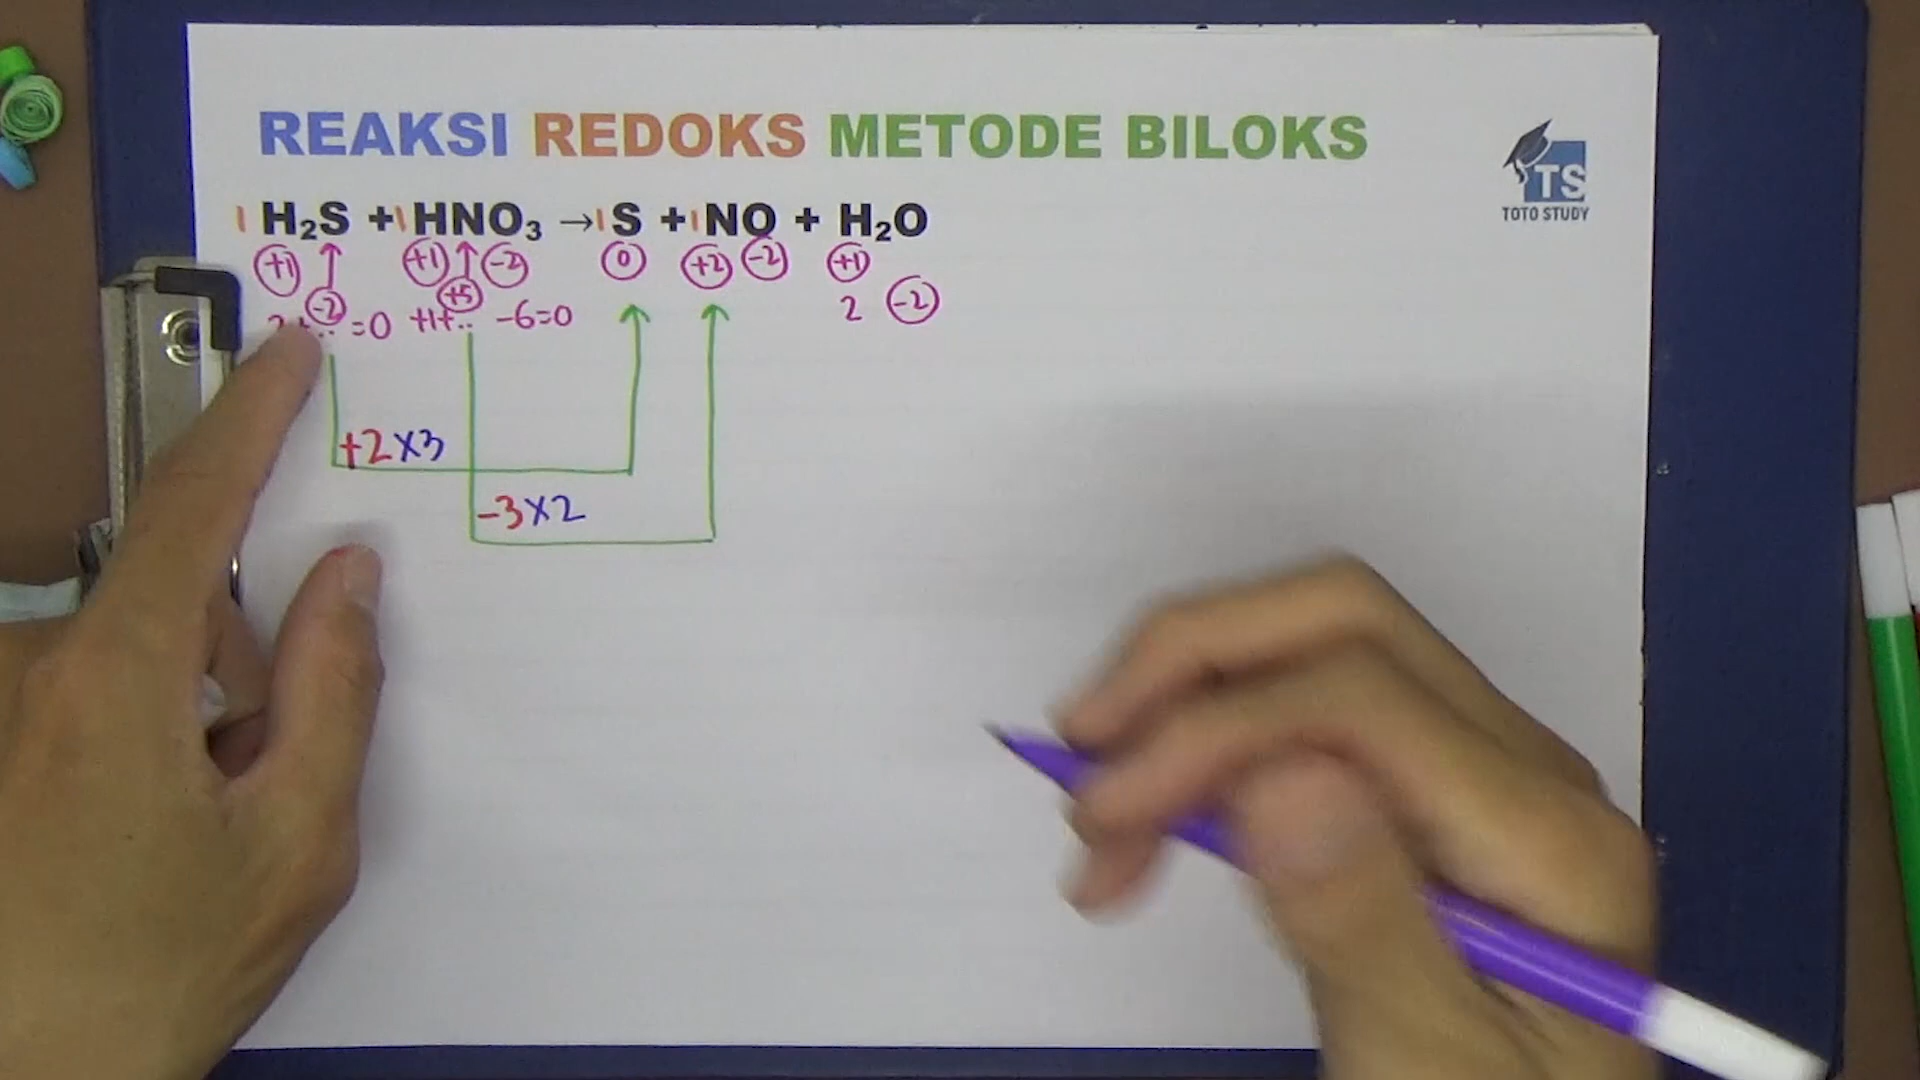 REAKSI REDOKS METODE BILOKS
TS
TOTO STUDY
1 H₂S + 1 HNO₃ → 1 S + 1 NO + H₂O
+1 +1 -2 0 +2 -2 +1
-2 +5 2 -2
=0 +1+.. -6=0
+2x3
-3x2